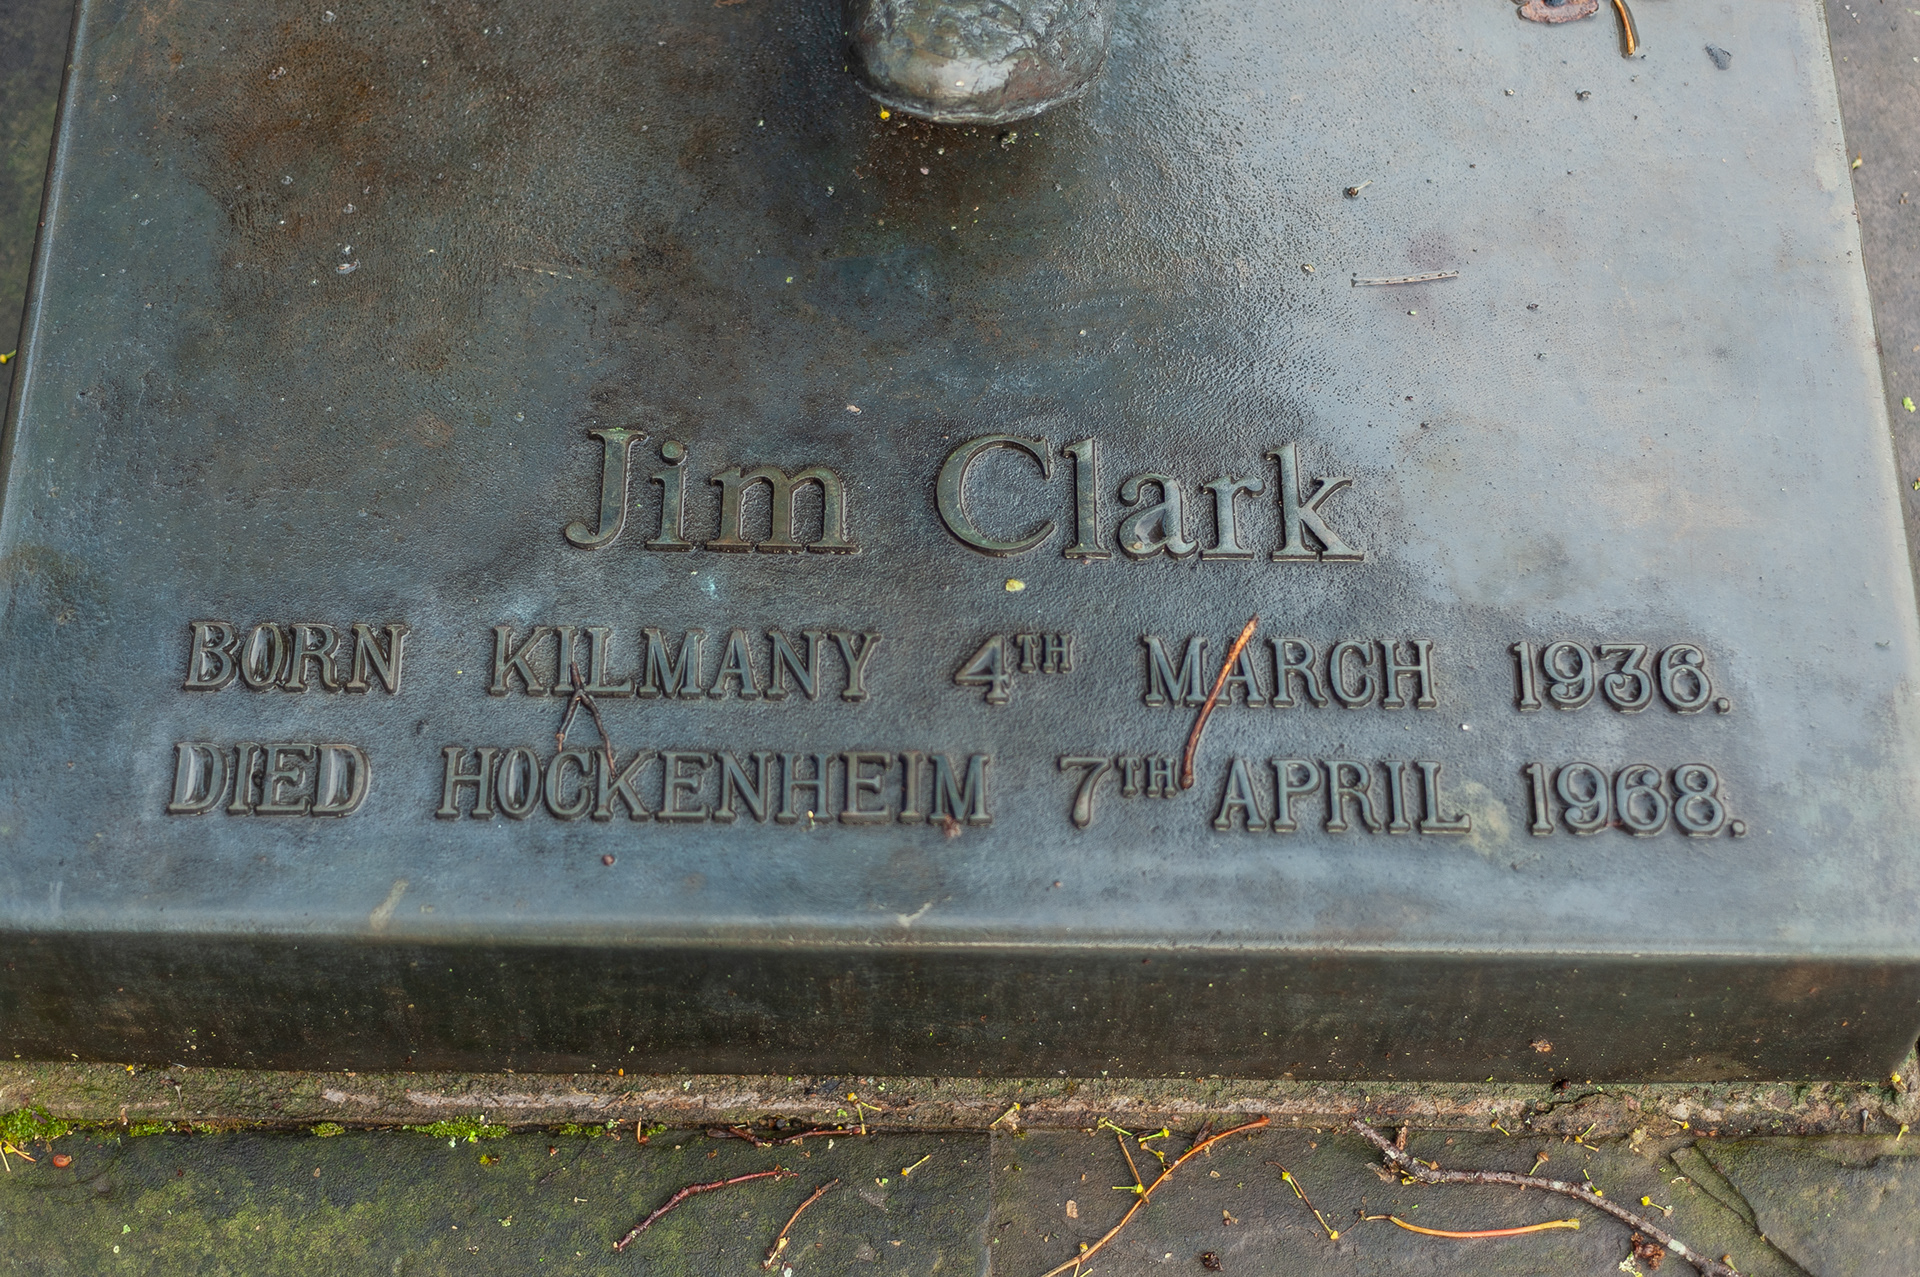 Jim Clark
BORN KILMANY 4TH MARCH 1936.
DIED HOCKENHEIM 7TH APRIL 1968.